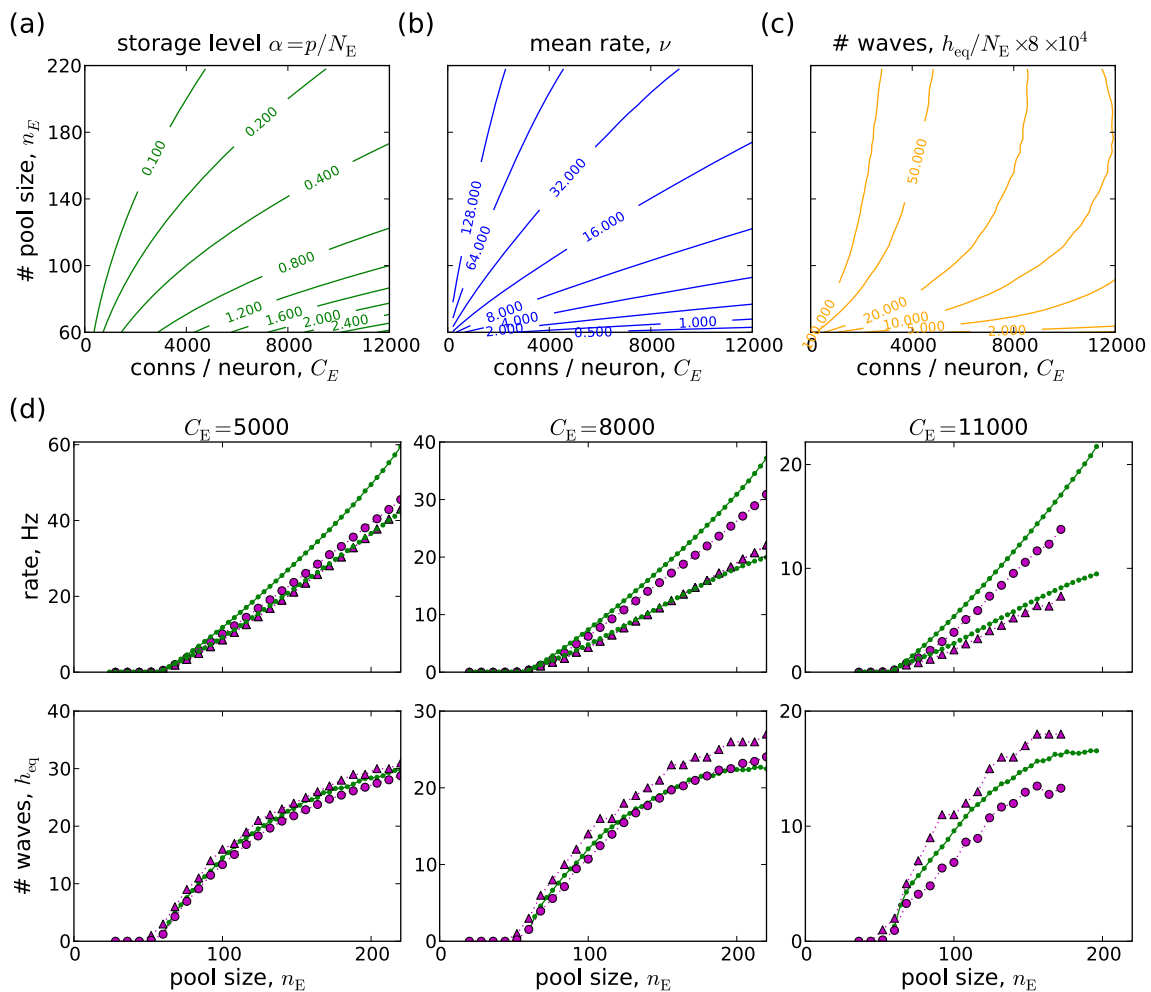 (a) (b) (c)
storage level α=p/N_E
mean rate, ν
# waves, h_eq/N_E ×8×10^4
# pool size, n_E
220
180
140
100
60
0.100
0.200
0.400
0.800
1.200
1.600
2.000
2.400
0 4000 8000 12000
conns / neuron, C_E
128.000
64.000
32.000
16.000
8.000
4.000
2.000
0.500
1.000
0 4000 8000 12000
conns / neuron, C_E
50.000
100.000
20.000
10.000
5.000
2.000
0 4000 8000 12000
conns / neuron, C_E
(d)
C_E=5000
C_E=8000
C_E=11000
rate, Hz
60
40
20
0
40
30
20
10
0
20
10
0
# waves, h_eq
40
30
20
10
0
30
20
10
0
20
10
0
0 100 200
0 100 200
0 100 200
pool size, n_E
pool size, n_E
pool size, n_E